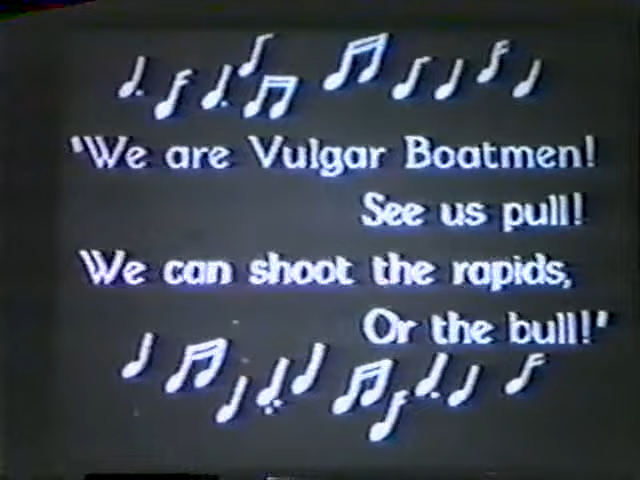 'We are Vulgar Boatmen!
See us pull!
We can shoot the rapids,
Or the bull!'